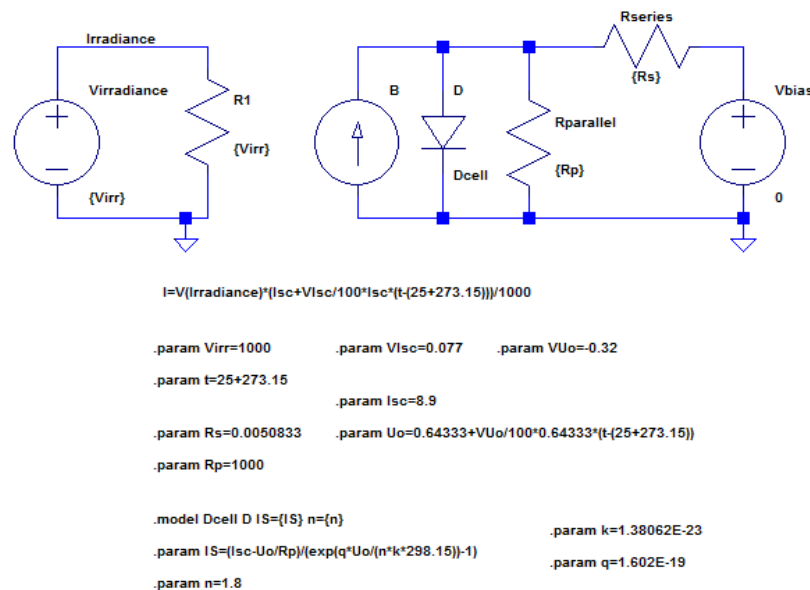 Irradiance
Virradiance
R1
{Virr}
{Virr}
B
D
Dcell
Rparallel
{Rp}
Rseries
{Rs}
Vbias
0
I=V(Irradiance)*(Isc+VIsc/100*Isc*(t-(25+273.15)))/1000
.param Virr=1000 .param VIsc=0.077 .param VUo=-0.32
.param t=25+273.15
.param Isc=8.9
.param Rs=0.0050833 .param Uo=0.64333+VUo/100*0.64333*(t-(25+273.15))
.param Rp=1000
.model Dcell D IS={IS} n={n}
.param k=1.38062E-23
.param IS=(Isc-Uo/Rp)/(exp(q*Uo/(n*k*298.15))-1)
.param q=1.602E-19
.param n=1.8